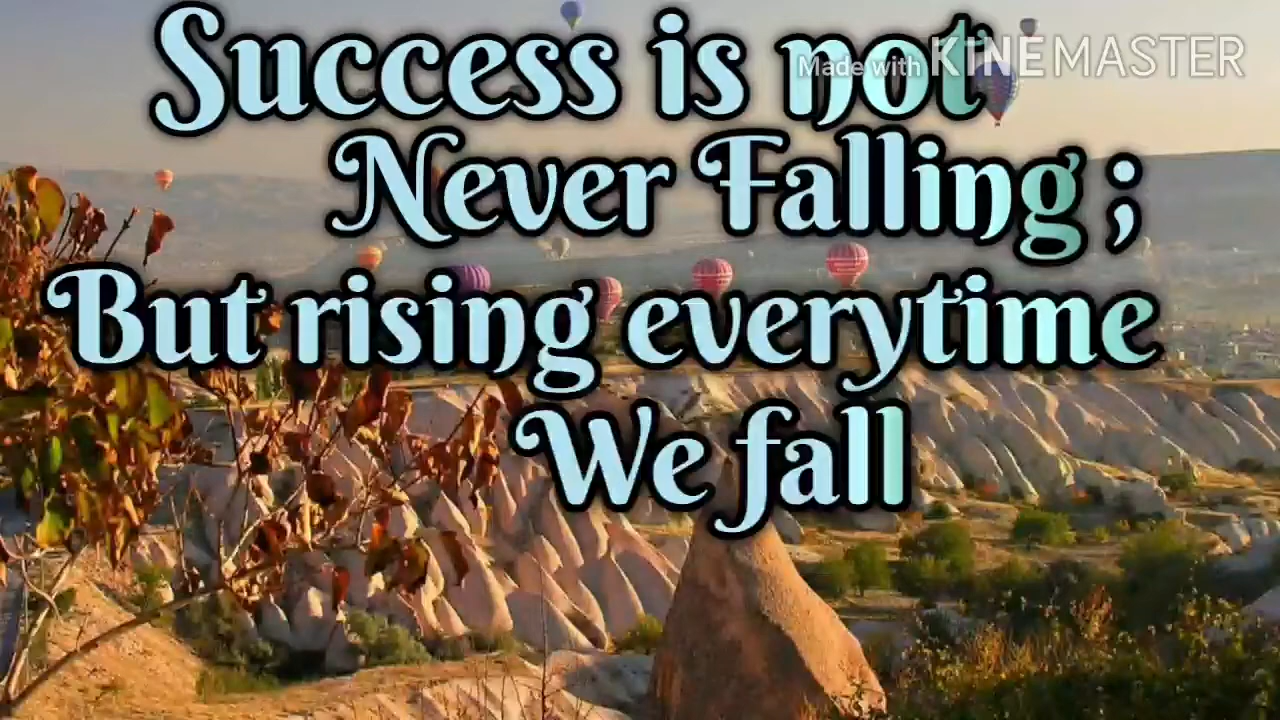 Success is not
Made with KINEMASTER
Never Falling ;
But rising everytime
We fall